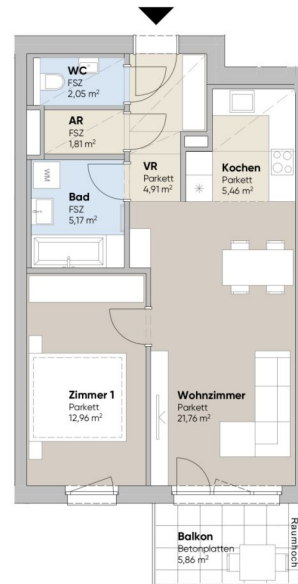 WC
FSZ
2,05 m²
AR
FSZ
1,81 m²
VR
Parkett
4,91 m²
Kochen
Parkett
5,46 m²
WM
Bad
FSZ
5,17 m²
Zimmer 1
Parkett
12,96 m²
Wohnzimmer
Parkett
21,76 m²
Balkon
Betonplatten
5,86 m²
Raumhoch